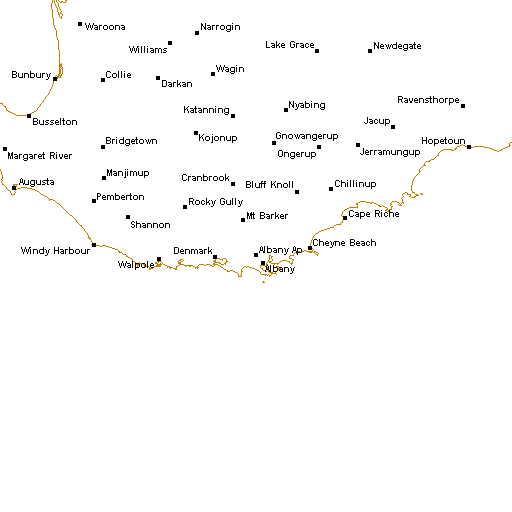 Waroona
Narrogin
Williams
Lake Grace
Newdegate
Bunbury
Collie
Darkan
Wagin
Katanning
Nyabing
Ravensthorpe
Busselton
Jacup
Kojonup
Gnowangerup
Bridgetown
Ongerup
Jerramungup
Hopetoun
Margaret River
Augusta
Manjimup
Cranbrook
Bluff Knoll
Chillinup
Pemberton
Rocky Gully
Shannon
Mt Barker
Cape Riche
Windy Harbour
Denmark
Albany Ap
Cheyne Beach
Walpole
Albany